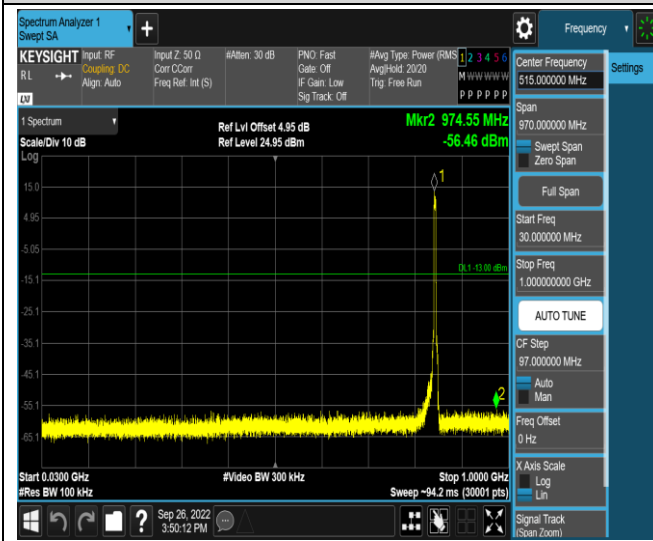 Spectrum Analyzer 1
Swept SA
+
Frequency
KEYSIGHT
RL
LXI
Input: RF
Coupling: DC
Align: Auto
Input Z: 50 Ω
Corr CCorr
Freq Ref: Int (S)
#Atten: 30 dB
PNO: Fast
Gate: Off
IF Gain: Low
Sig Track: Off
#Avg Type: Power (RMS
Avg|Hold: 20/20
Trig: Free Run
1 2 3 4 5 6
M W W W W W
P P P P P P
1 Spectrum
Scale/Div 10 dB
Log
Ref Lvl Offset 4.95 dB
Ref Level 24.95 dBm
Mkr2 974.55 MHz
-56.46 dBm
15.0
4.95
-5.05
-15.1
-25.1
-35.1
-45.1
-55.1
-65.1
1
DL1 -13.00 dBm
2
Start 0.0300 GHz
#Res BW 100 kHz
#Video BW 300 kHz
Stop 1.0000 GHz
Sweep ~94.2 ms (30001 pts)
?
Sep 26, 2022
3:50:12 PM
Center Frequency
515.000000 MHz
Settings
Span
970.000000 MHz
Swept Span
Zero Span
Full Span
Start Freq
30.000000 MHz
Stop Freq
1.000000000 GHz
AUTO TUNE
CF Step
97.000000 MHz
Auto
Man
Freq Offset
0 Hz
X Axis Scale
Log
Lin
Signal Track
(Span Zoom)